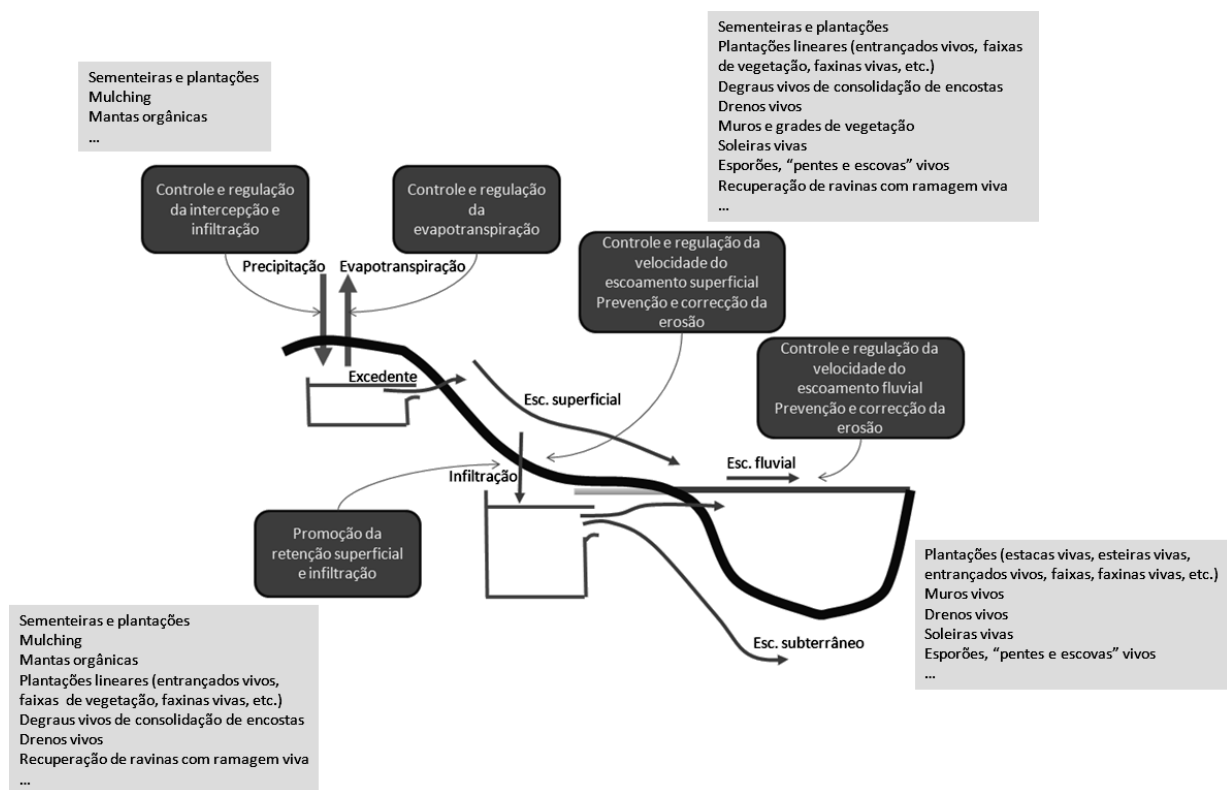 Sementeiras e plantações
Mulching
Mantas orgânicas
...
Sementeiras e plantações
Plantações lineares (entrançados vivos, faixas
de vegetação, faxinas vivas, etc.)
Degraus vivos de consolidação de encostas
Drenos vivos
Muros e grades de vegetação
Soleiras vivas
Esporões, “pentes e escovas” vivos
Recuperação de ravinas com ramagem viva
...
Controle e regulação
da intercepção e
infiltração
Controle e regulação
da
evapotranspiração
Controle e regulação da
velocidade do
escoamento superficial
Prevenção e correcção da
erosão
Precipitação
Evapotranspiração
Controle e regulação da
velocidade do
escoamento fluvial
Prevenção e correcção da
erosão
Excedente
Esc. superficial
Esc. fluvial
Infiltração
Promoção da
retenção superficial
e infiltração
Plantações (estacas vivas, esteiras vivas,
entrançados vivos, faixas, faxinas vivas, etc.)
Muros vivos
Drenos vivos
Soleiras vivas
Esporões, “pentes e escovas” vivos
...
Esc. subterrâneo
Sementeiras e plantações
Mulching
Mantas orgânicas
Plantações lineares (entrançados vivos,
faixas de vegetação, faxinas vivas, etc.)
Degraus vivos de consolidação de encostas
Drenos vivos
Recuperação de ravinas com ramagem viva
...